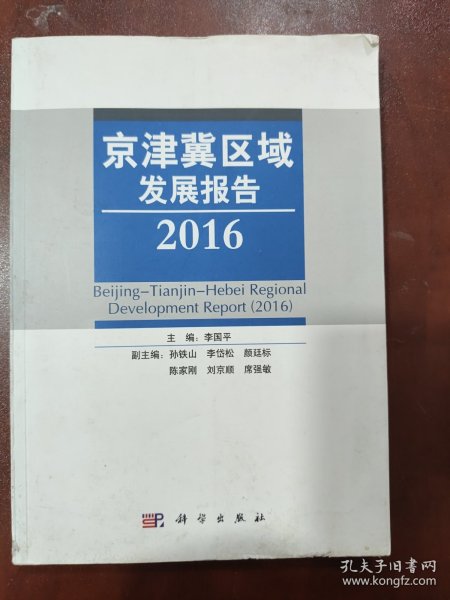 京津冀区域
发展报告
2016
Beijing-Tianjin-Hebei Regional
Development Report (2016)
主 编：李国平
副主编：孙铁山 李岱松 颜廷标
陈家刚 刘京顺 席强敏
科学出版社
孔夫子旧书网
www.kongfz.com